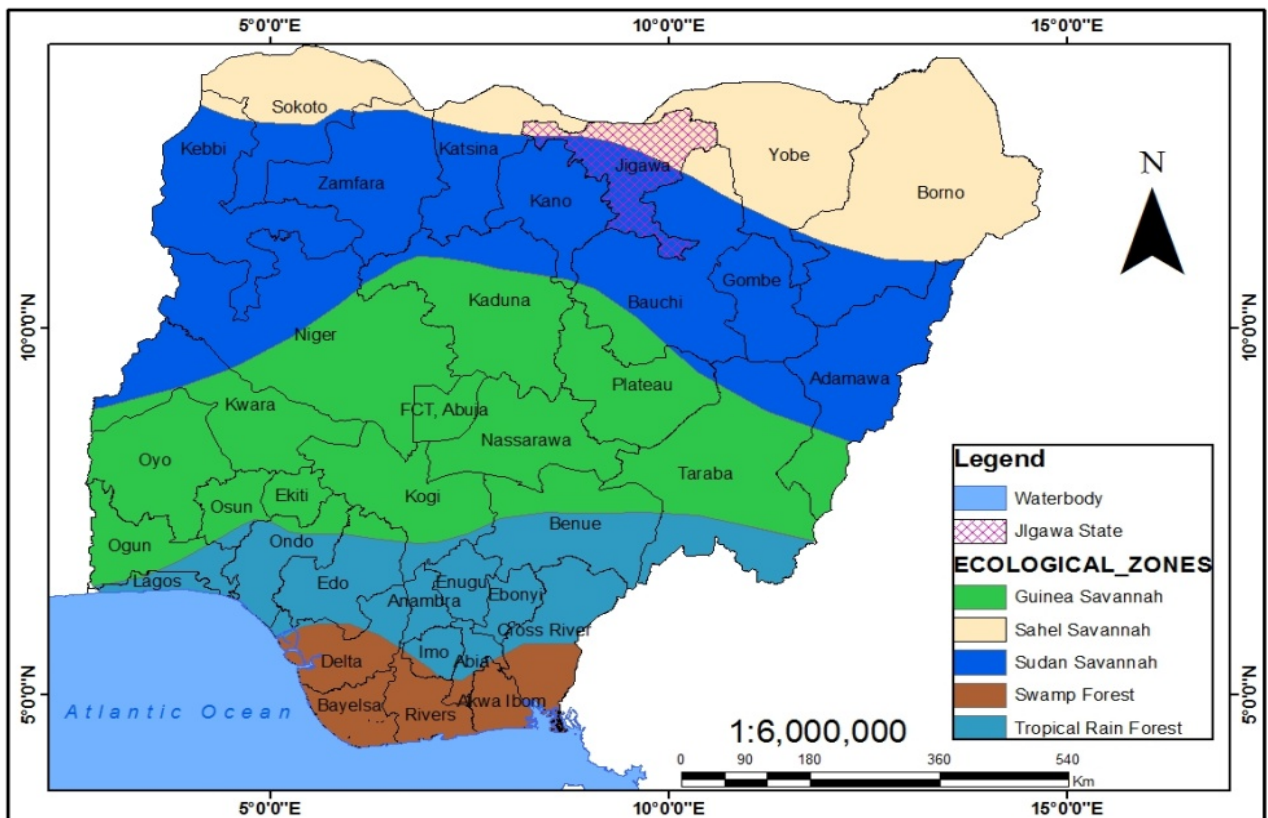 5°0'0"E 10°0'0"E 15°0'0"E
Sokoto
Kebbi
Katsina
Jigawa
Yobe
Zamfara
Kano
Borno
N
Gombe
Bauchi
Kaduna
Niger
10°0'0"N
10°0'0"N
Plateau
Adamawa
Kwara
FCT, Abuja
Nassarawa
Oyo
Taraba
Kogi
Ekiti
Osun
Ogun
Ondo
Benue
Lagos
Edo
Enugu
Anambra
Ebonyi
Cross River
Imo
Abia
Delta
Bayelsa
Rivers
Akwa Ibom
5°0'0"N
5°0'0"N
Atlantic Ocean
Legend
Waterbody
JIgawa State
ECOLOGICAL_ZONES
Guinea Savannah
Sahel Savannah
Sudan Savannah
Swamp Forest
Tropical Rain Forest
1:6,000,000
0 90 180 360 540
Km
5°0'0"E 10°0'0"E 15°0'0"E